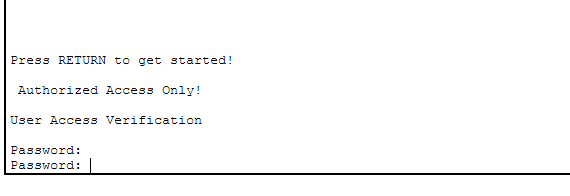 Press RETURN to get started!
Authorized Access Only!
User Access Verification
Password:
Password: